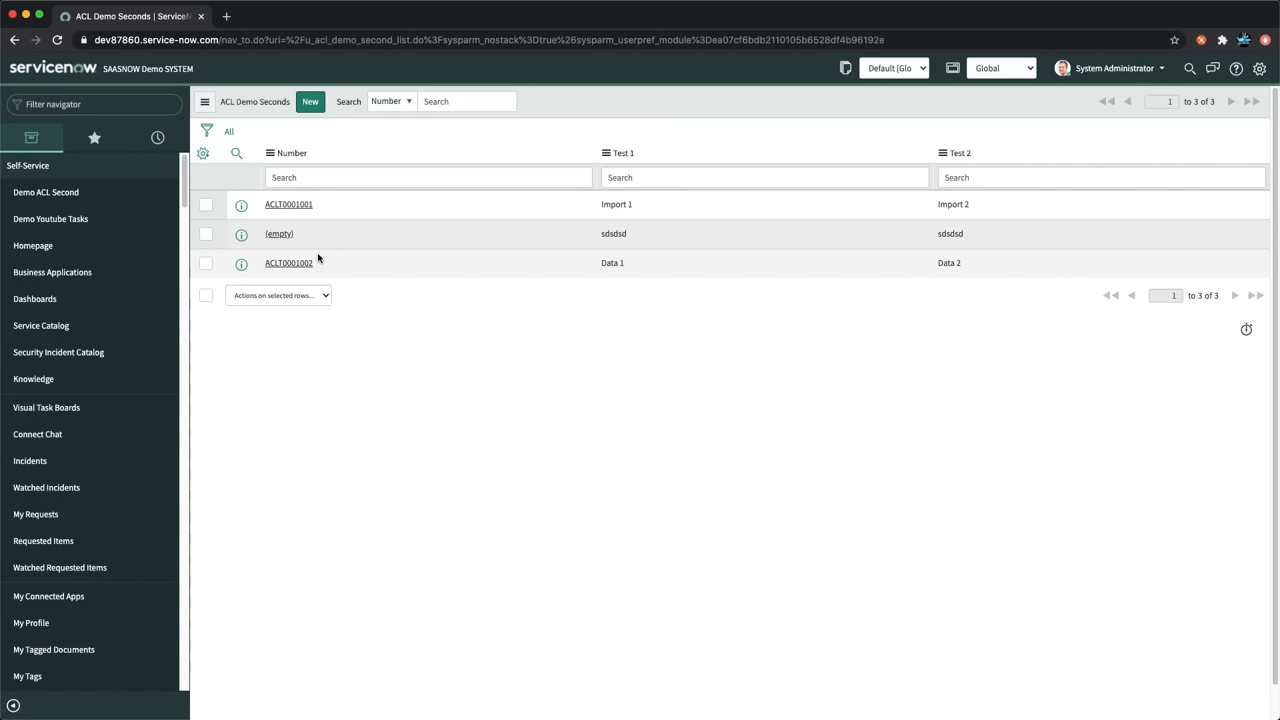 ACL Demo Seconds | ServiceN
dev87860.service-now.com/nav_to.do?uri=%2Fu_acl_demo_second_list.do%3Fsysparm_nostack%3Dtrue%26sysparm_userpref_module%3Dea07cf6bdb2110105b6528df4b96192e
servicenow SAASNOW Demo SYSTEM
Default [Glo
Global
System Administrator
Filter navigator
Self-Service
Demo ACL Second
Demo Youtube Tasks
Homepage
Business Applications
Dashboards
Service Catalog
Security Incident Catalog
Knowledge
Visual Task Boards
Connect Chat
Incidents
Watched Incidents
My Requests
Requested Items
Watched Requested Items
My Connected Apps
My Profile
My Tagged Documents
My Tags
ACL Demo Seconds New Search Number Search 1 to 3 of 3
All
Number Test 1 Test 2
Search Search Search
ACLT0001001 Import 1 Import 2
(empty) sdsdsd sdsdsd
ACLT0001002 Data 1 Data 2
Actions on selected rows... 1 to 3 of 3